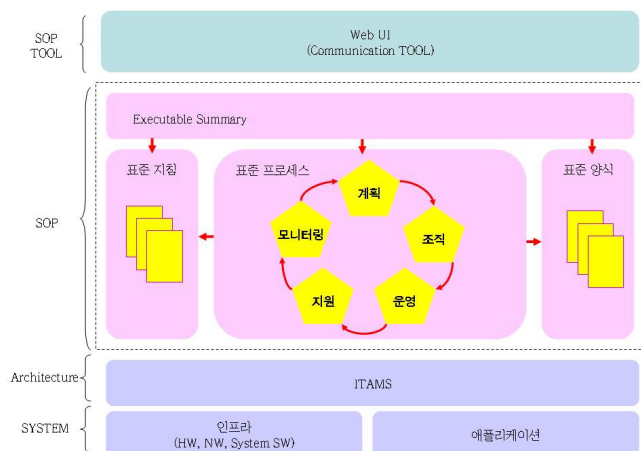 SOP
TOOL
Web UI
(Communication TOOL)
SOP
Executable Summary
표준 지침
표준 프로세스
표준 양식
계획
조직
운영
지원
모니터링
Architecture
ITAMS
SYSTEM
인프라
(HW, NW, System SW)
애플리케이션